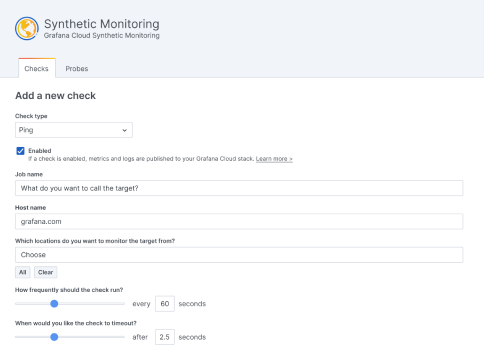 Synthetic Monitoring
Grafana Cloud Synthetic Monitoring
Checks Probes
Add a new check
Check type
Ping
Enabled
If a check is enabled, metrics and logs are published to your Grafana Cloud stack. Learn more >
Job name
What do you want to call the target?
Host name
grafana.com
Which locations do you want to monitor the target from?
Choose
All Clear
How frequently should the check run?
every 60 seconds
When would you like the check to timeout?
after 2.5 seconds